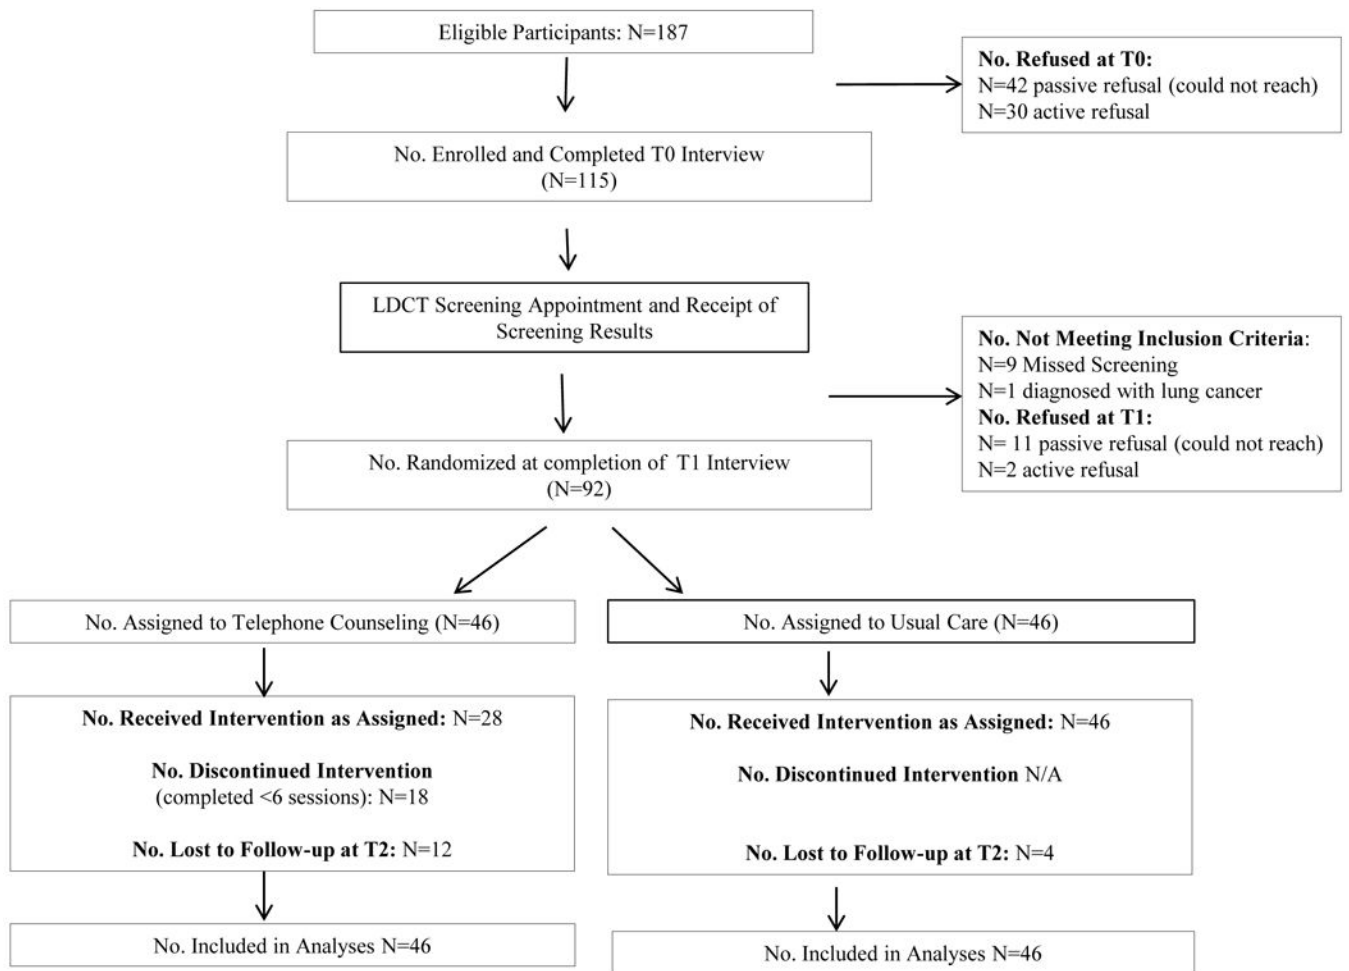 Eligible Participants: N=187
No. Refused at T0:
N=42 passive refusal (could not reach)
N=30 active refusal
No. Enrolled and Completed T0 Interview
(N=115)
LDCT Screening Appointment and Receipt of
Screening Results
No. Not Meeting Inclusion Criteria:
N=9 Missed Screening
N=1 diagnosed with lung cancer
No. Refused at T1:
N= 11 passive refusal (could not reach)
N=2 active refusal
No. Randomized at completion of T1 Interview
(N=92)
No. Assigned to Telephone Counseling (N=46)
No. Assigned to Usual Care (N=46)
No. Received Intervention as Assigned: N=28
No. Discontinued Intervention
(completed <6 sessions): N=18
No. Lost to Follow-up at T2: N=12
No. Received Intervention as Assigned: N=46
No. Discontinued Intervention N/A
No. Lost to Follow-up at T2: N=4
No. Included in Analyses N=46
No. Included in Analyses N=46